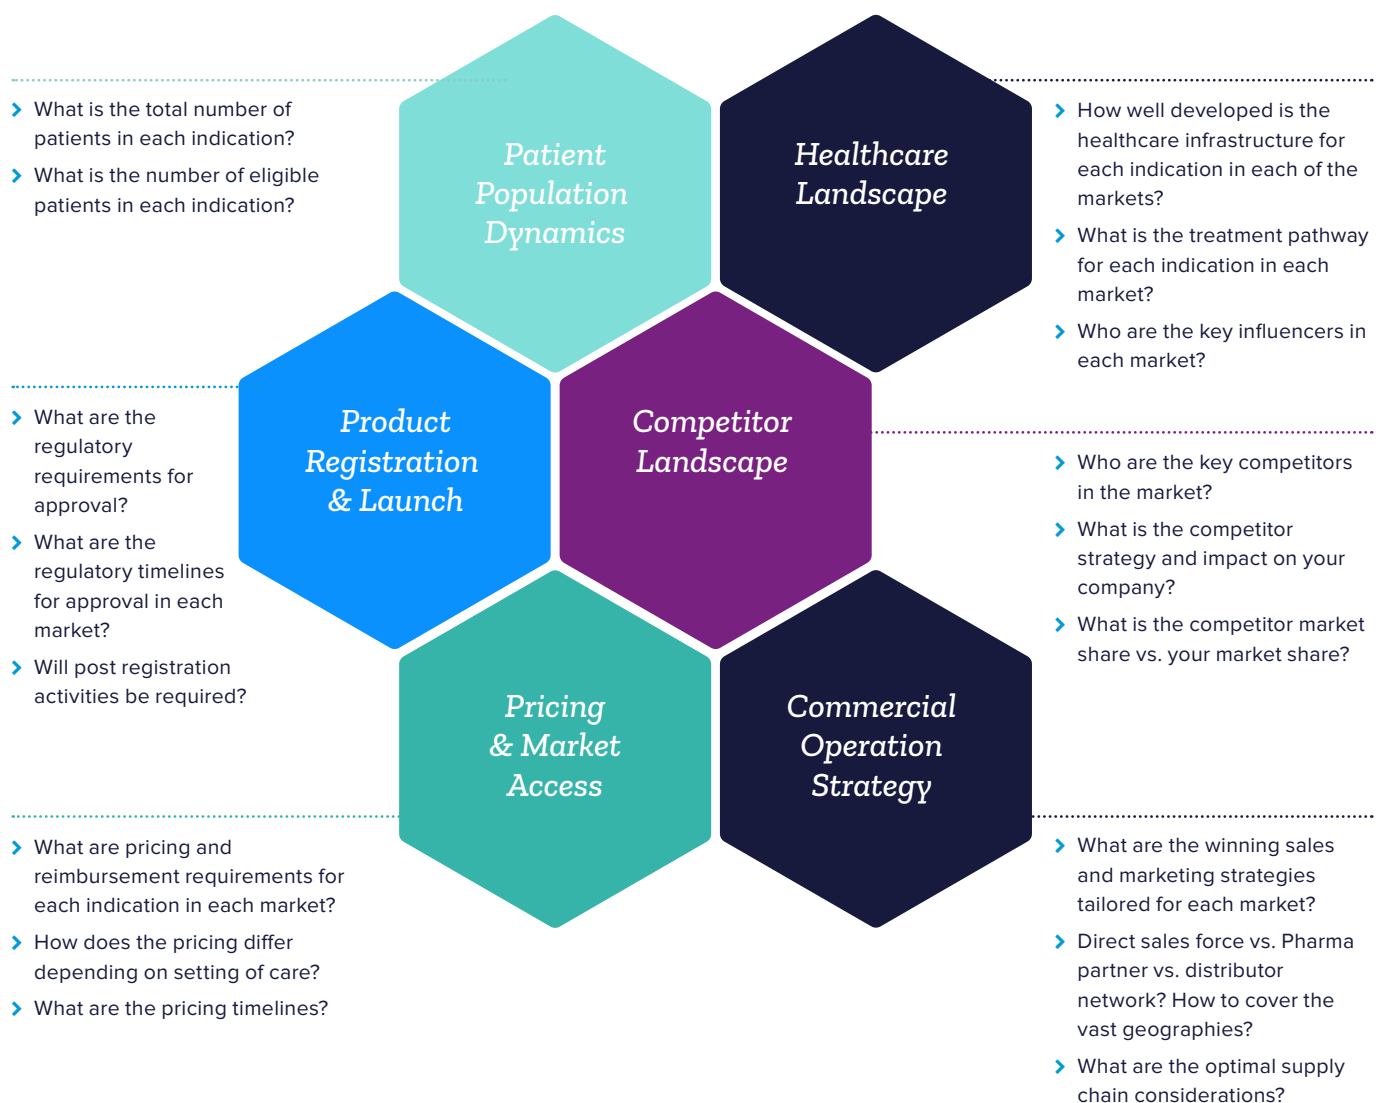 What is the total number of
patients in each indication?
What is the number of eligible
patients in each indication?
Patient
Population
Dynamics
Healthcare
Landscape
How well developed is the
healthcare infrastructure for
each indication in each of the
markets?
What is the treatment pathway
for each indication in each
market?
Who are the key influencers in
each market?
What are the
regulatory
requirements for
approval?
What are the
regulatory timelines
for approval in each
market?
Will post registration
activities be required?
Product
Registration
& Launch
Competitor
Landscape
Who are the key competitors
in the market?
What is the competitor
strategy and impact on your
company?
What is the competitor market
share vs. your market share?
What are pricing and
reimbursement requirements for
each indication in each market?
How does the pricing differ
depending on setting of care?
What are the pricing timelines?
Pricing
& Market
Access
Commercial
Operation
Strategy
What are the winning sales
and marketing strategies
tailored for each market?
Direct sales force vs. Pharma
partner vs. distributor
network? How to cover the
vast geographies?
What are the optimal supply
chain considerations?